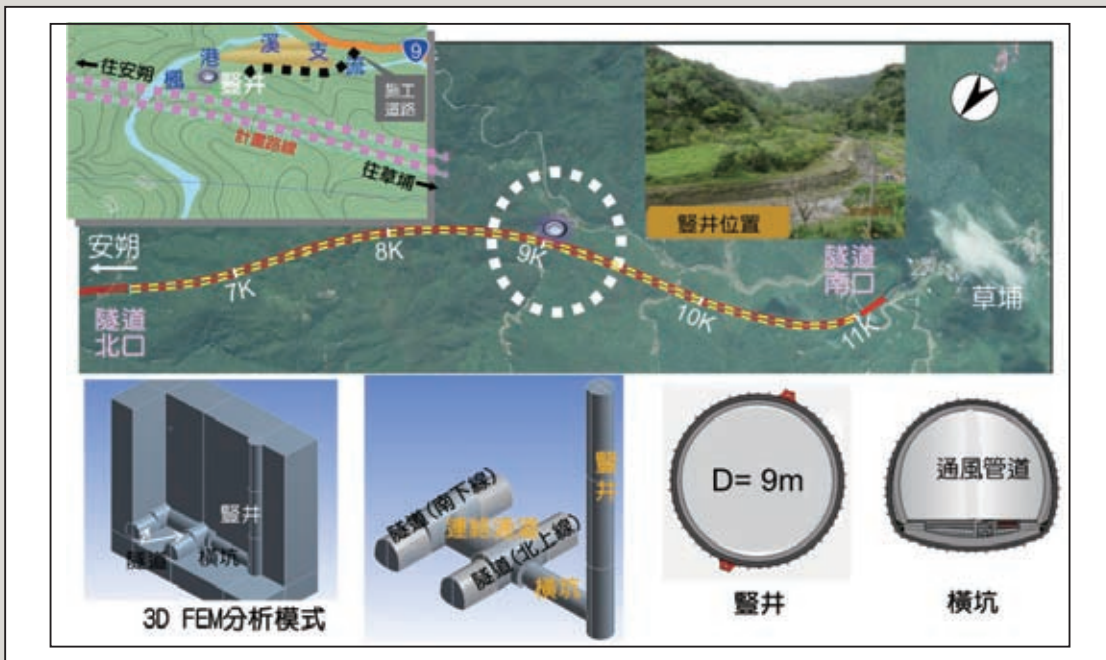 楓港溪支流
9
往安朔
豎井
施工
道路
計畫路線
往草埔
豎井位置
安朔
7K
8K
9K
10K
11K
隧道
北口
隧道
南口
草埔
豎井
隧道
橫坑
3D FEM分析模式
隧道(南下線)
連絡通道
隧道(北上線)
橫坑
豎井
D= 9m
豎井
通風管道
橫坑